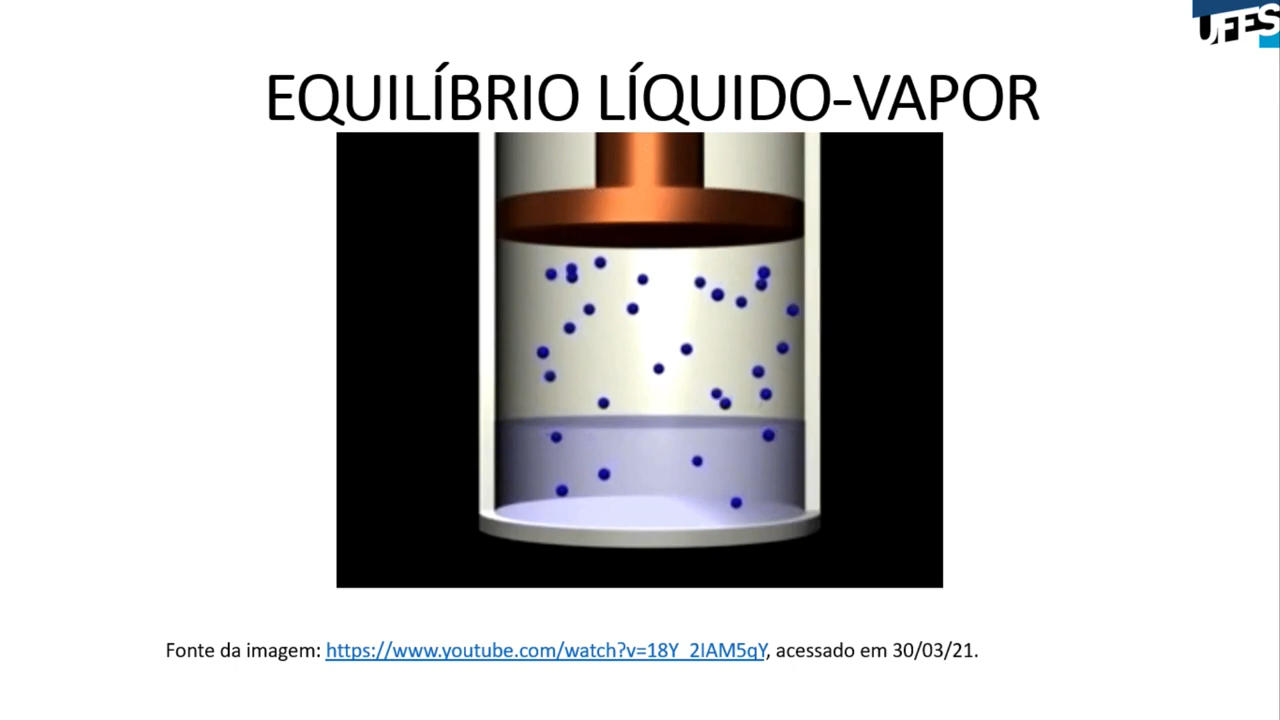 UFES
EQUILÍBRIO LÍQUIDO-VAPOR
Fonte da imagem: https://www.youtube.com/watch?v=18Y_2IAM5qY, acessado em 30/03/21.